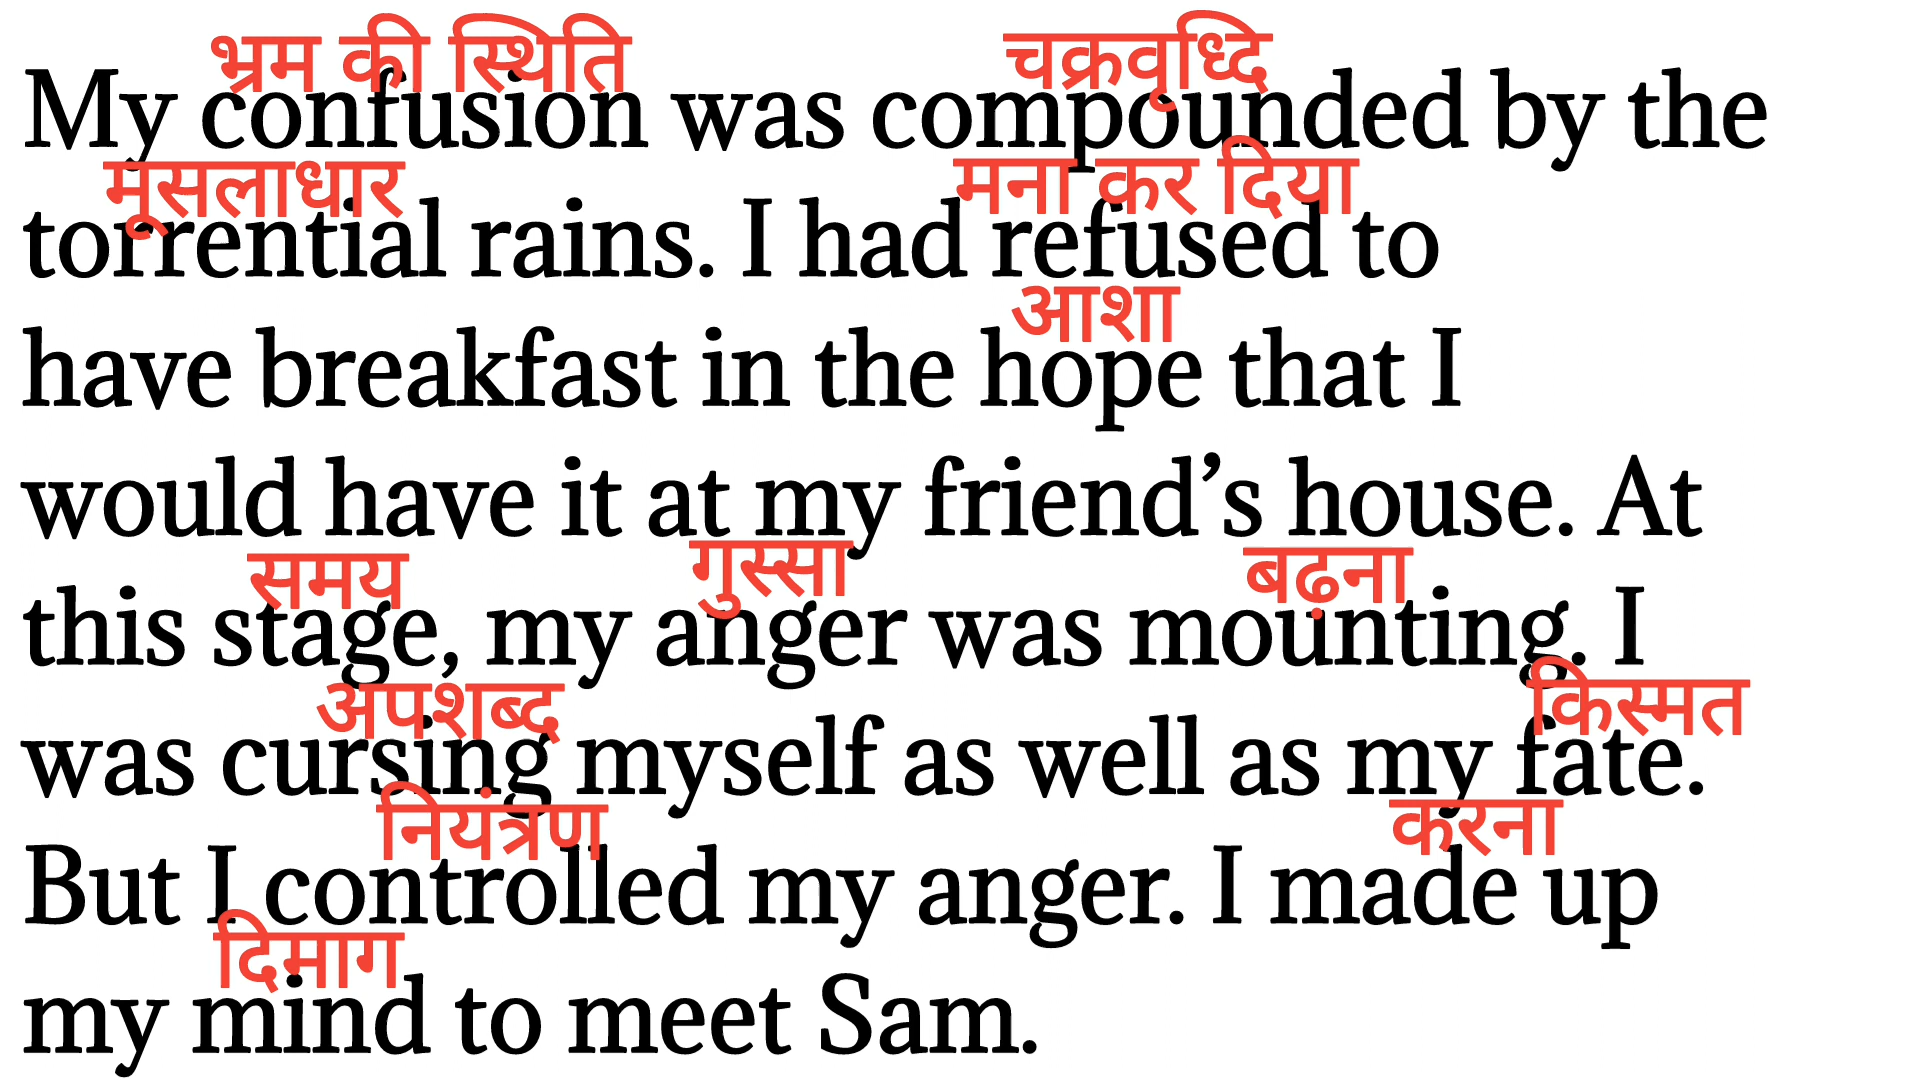 भ्रम की स्थिति चक्रवृध्दि
My confusion was compounded by the
मूसलाधार मना कर दिया
torrential rains. I had refused to
आशा
have breakfast in the hope that I
would have it at my friend’s house. At
समय गुस्सा बढ़ना
this stage, my anger was mounting. I
अपशब्द किस्मत
was cursing myself as well as my fate.
नियंत्रण करना
But I controlled my anger. I made up
दिमाग
my mind to meet Sam.